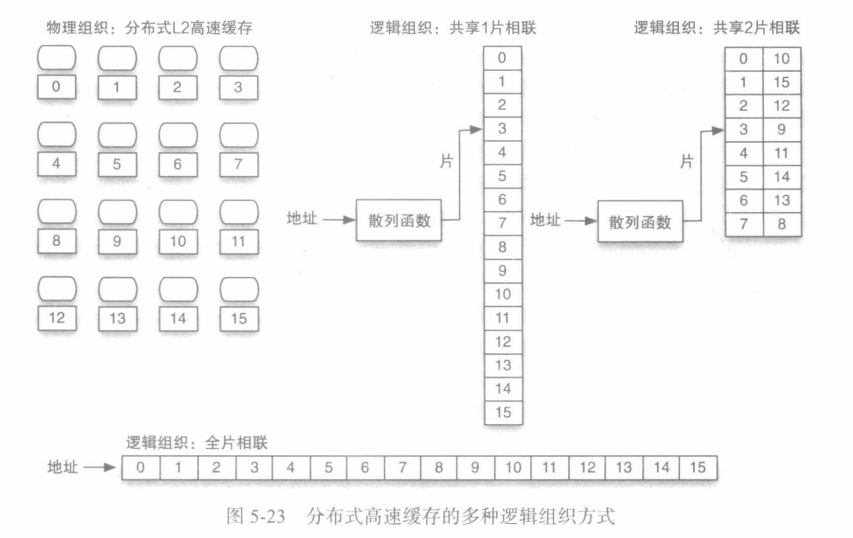 物理组织：分布式L2高速缓存
0 1 2 3
4 5 6 7
8 9 10 11
12 13 14 15
逻辑组织：共享1片相联
地址
散列函数
片
0
1
2
3
4
5
6
7
8
9
10
11
12
13
14
15
逻辑组织：共享2片相联
地址
散列函数
片
0 10
1 15
2 12
3 9
4 11
5 14
6 13
7 8
逻辑组织：全片相联
地址
0 1 2 3 4 5 6 7 8 9 10 11 12 13 14 15
图 5-23 分布式高速缓存的多种逻辑组织方式